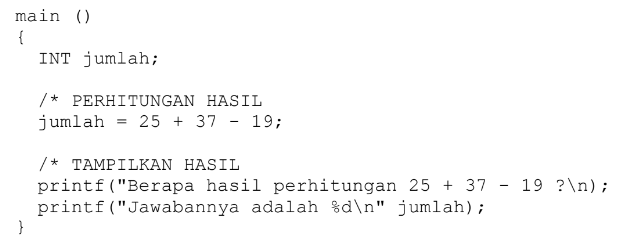 main ()
{
INT jumlah;
/* PERHITUNGAN HASIL
jumlah = 25 + 37 - 19;
/* TAMPILKAN HASIL
printf("Berapa hasil perhitungan 25 + 37 - 19 ?\n);
printf("Jawabannya adalah %d\n" jumlah);
}